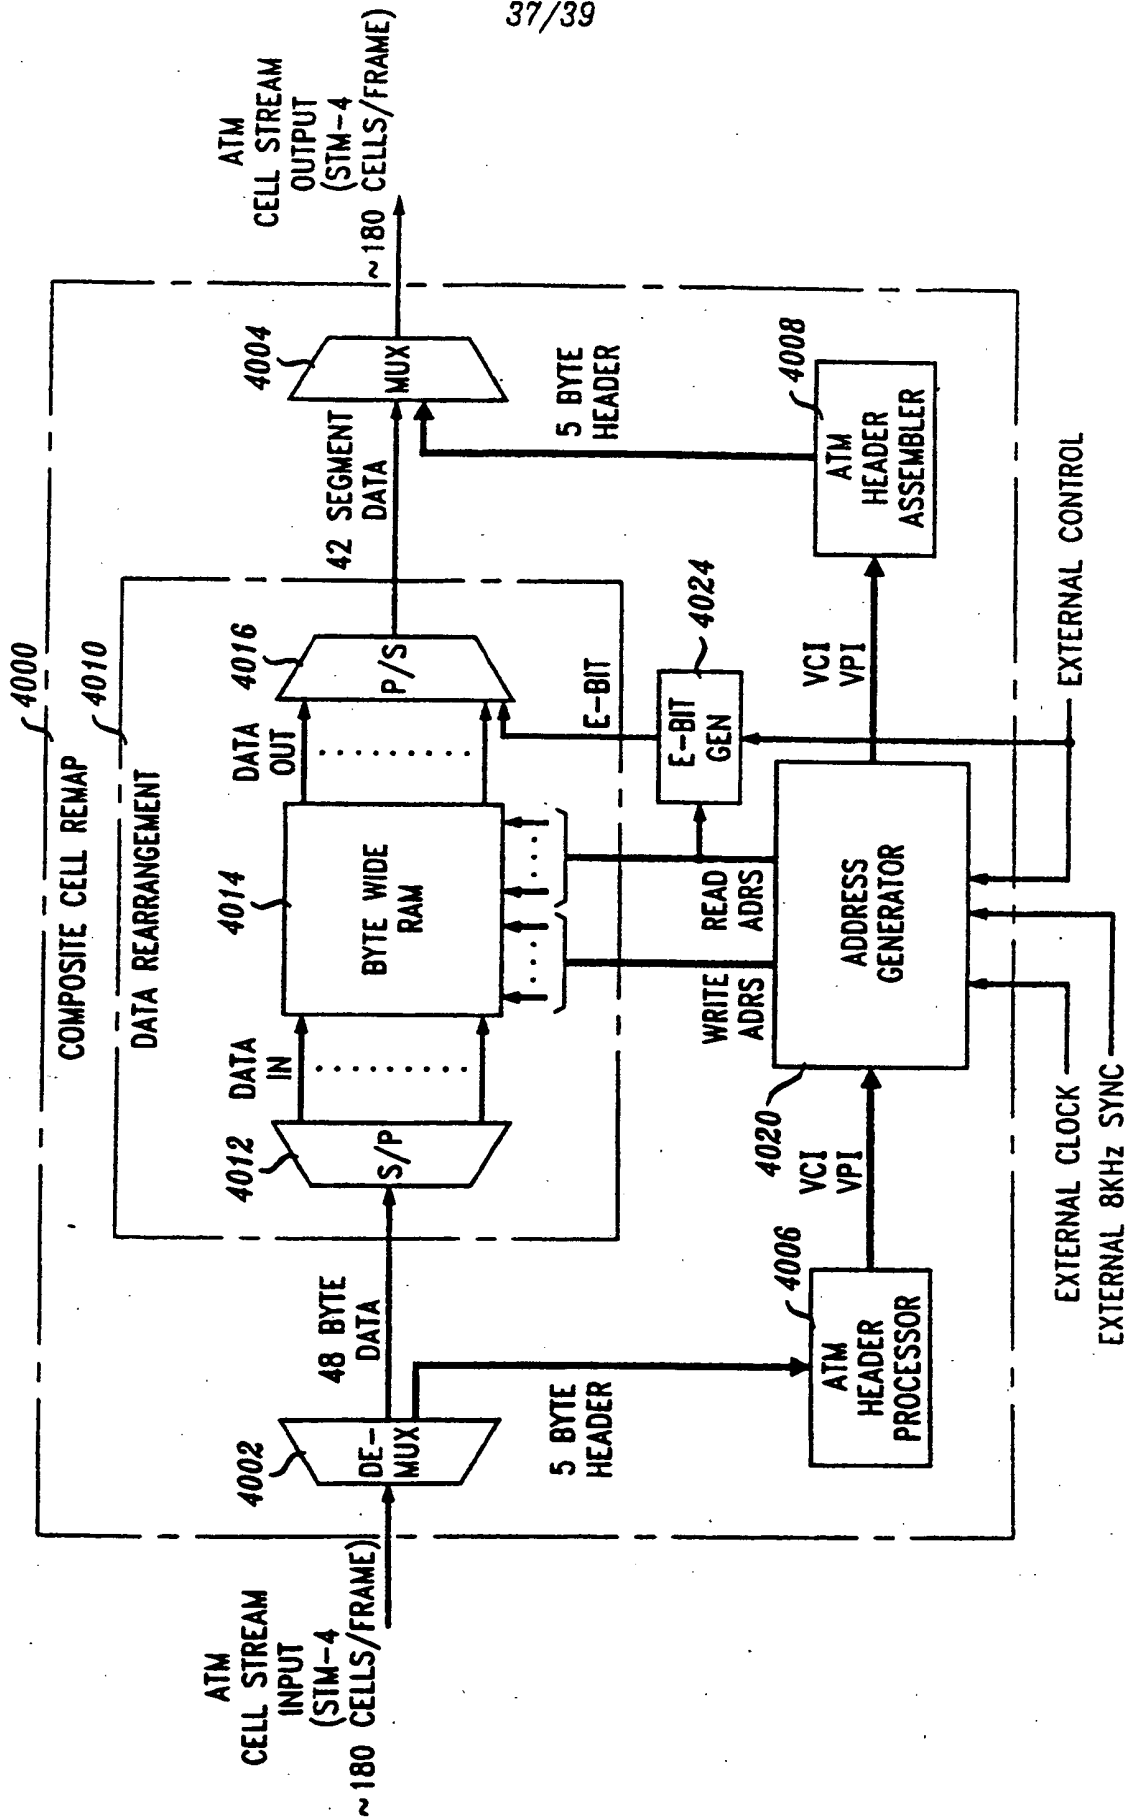 37/39
ATM
CELL STREAM
INPUT
(STM-4
~180 CELLS/FRAME)
4002
DE-
MUX
48 BYTE
DATA
5 BYTE
HEADER
4006
ATM
HEADER
PROCESSOR
VCI
VPI
COMPOSITE CELL REMAP
4000
DATA REARRANGEMENT
4010
4012
S/P
DATA
IN
4014
BYTE WIDE
RAM
DATA
OUT
4016
P/S
WRITE
ADRS
READ
ADRS
E-BIT
4024
E-BIT
GEN
4020
ADDRESS
GENERATOR
EXTERNAL CLOCK
EXTERNAL 8KHz SYNC
EXTERNAL CONTROL
VCI
VPI
42 SEGMENT
DATA
4004
MUX
5 BYTE
HEADER
4008
ATM
HEADER
ASSEMBLER
ATM
CELL STREAM
OUTPUT
(STM-4
~180 CELLS/FRAME)